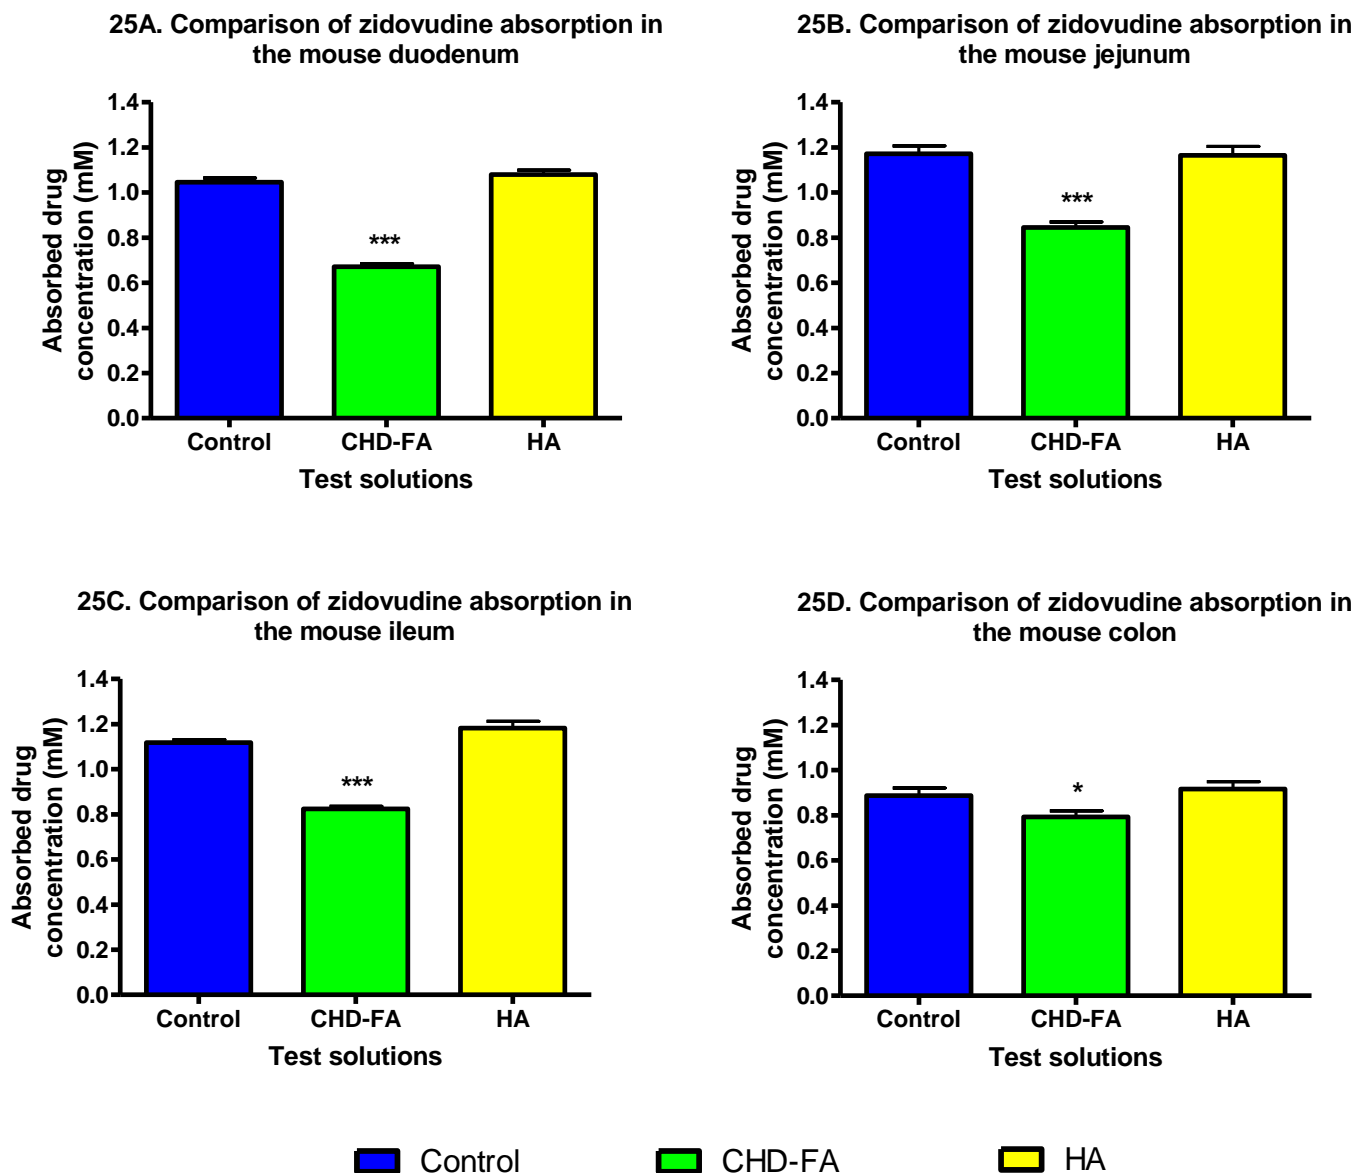 25A. Comparison of zidovudine absorption in
the mouse duodenum
Absorbed drug
concentration (mM)
1.4
1.2
1.0
0.8
0.6
0.4
0.2
0.0
***
Control
CHD-FA
HA
Test solutions
25B. Comparison of zidovudine absorption in
the mouse jejunum
Absorbed drug
concentration (mM)
1.4
1.2
1.0
0.8
0.6
0.4
0.2
0.0
***
Control
CHD-FA
HA
Test solutions
25C. Comparison of zidovudine absorption in
the mouse ileum
Absorbed drug
concentration (mM)
1.4
1.2
1.0
0.8
0.6
0.4
0.2
0.0
***
Control
CHD-FA
HA
Test solutions
25D. Comparison of zidovudine absorption in
the mouse colon
Absorbed drug
concentration (mM)
1.4
1.2
1.0
0.8
0.6
0.4
0.2
0.0
*
Control
CHD-FA
HA
Test solutions
Control
CHD-FA
HA